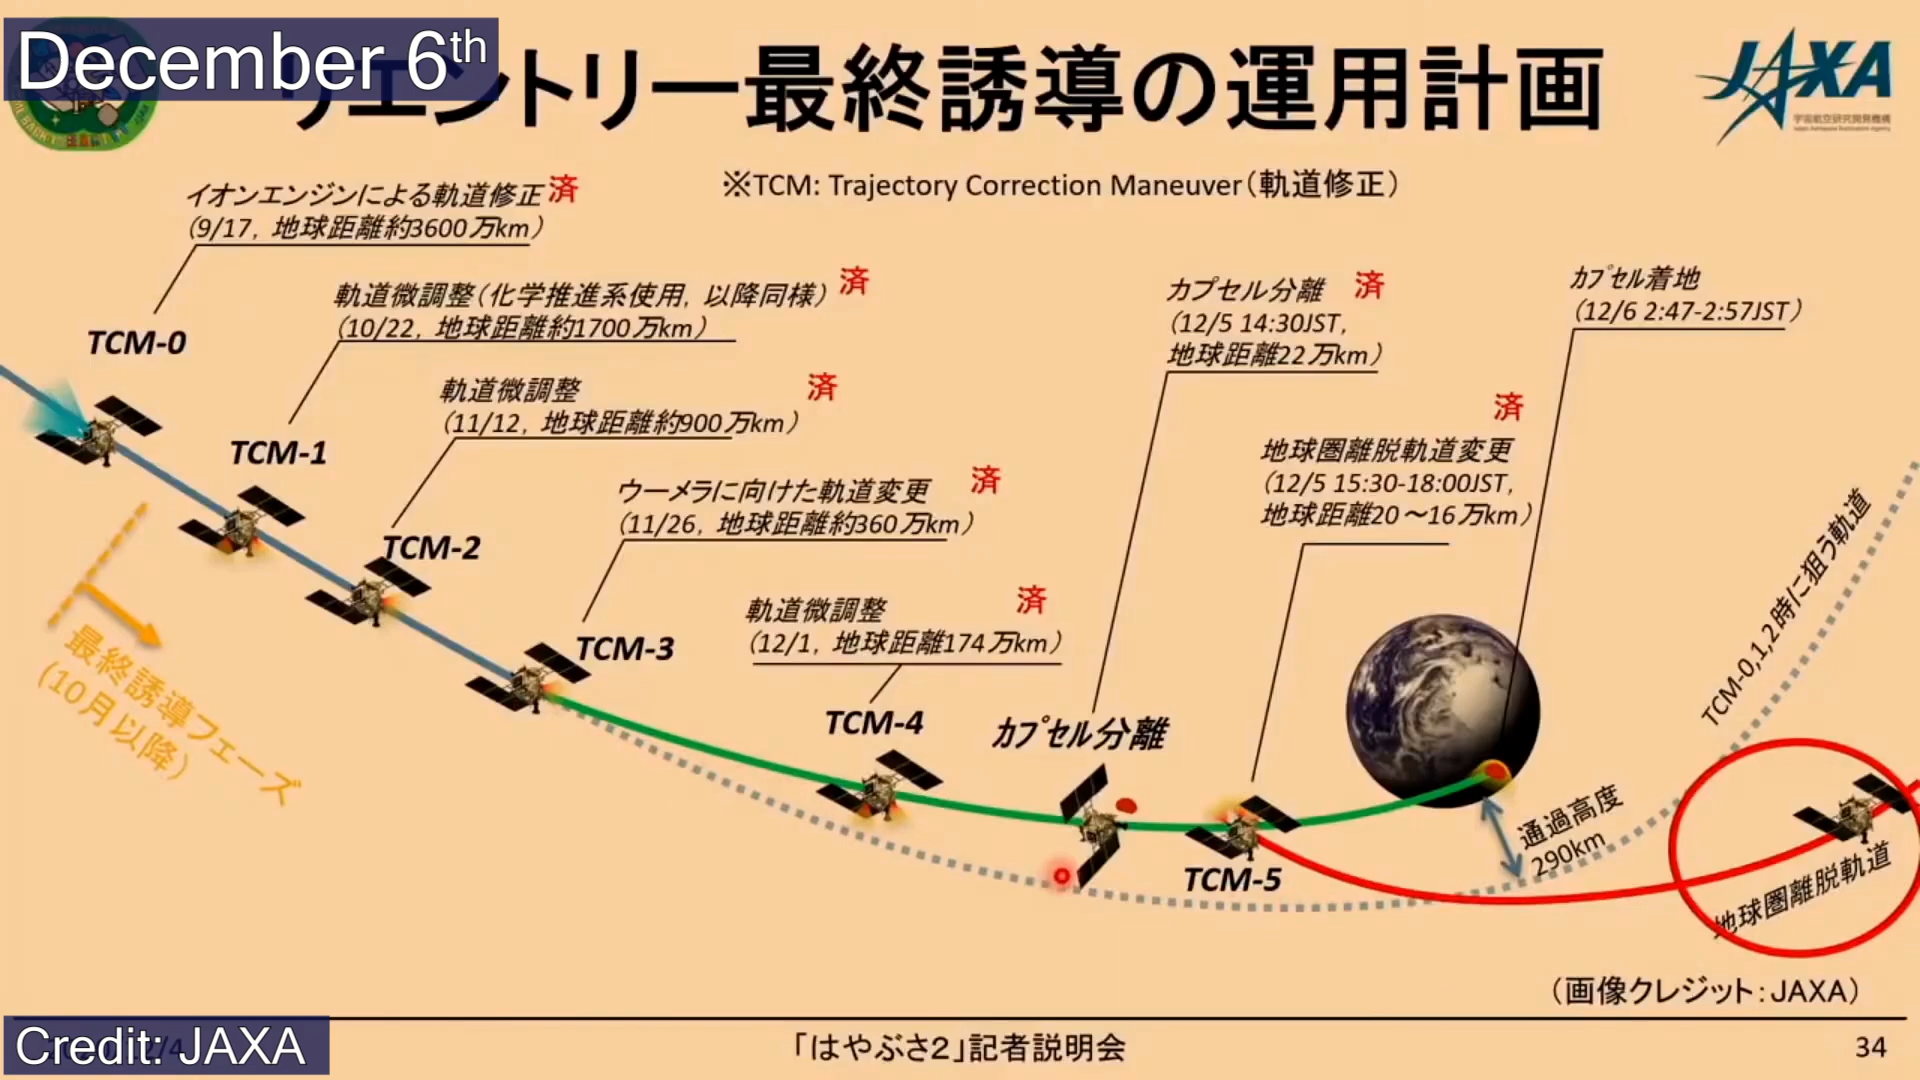 December 6th
リエントリー最終誘導の運用計画
JAXA
宇宙航空研究開発機構
Japan Aerospace Exploration Agency
※TCM: Trajectory Correction Maneuver（軌道修正）
イオンエンジンによる軌道修正 済
（9/17，地球距離約3600万km）
TCM-0
軌道微調整（化学推進系使用，以降同様） 済
（10/22，地球距離約1700万km）
TCM-1
軌道微調整 済
（11/12，地球距離約900万km）
TCM-2
ウーメラに向けた軌道変更 済
（11/26，地球距離約360万km）
TCM-3
軌道微調整 済
（12/1，地球距離174万km）
TCM-4
カプセル分離 済
（12/5 14:30JST，
地球距離22万km）
ｶﾌﾟｾﾙ分離
済
地球圏離脱軌道変更
（12/5 15:30-18:00JST，
地球距離20～16万km）
TCM-5
ｶﾌﾟｾﾙ着地
（12/6 2:47-2:57JST）
最終誘導フェーズ
（10月以降）
TCM-0,1,2時に狙う軌道
通過高度
290km
地球圏離脱軌道
（画像クレジット：JAXA）
Credit: JAXA
「はやぶさ２」記者説明会
34